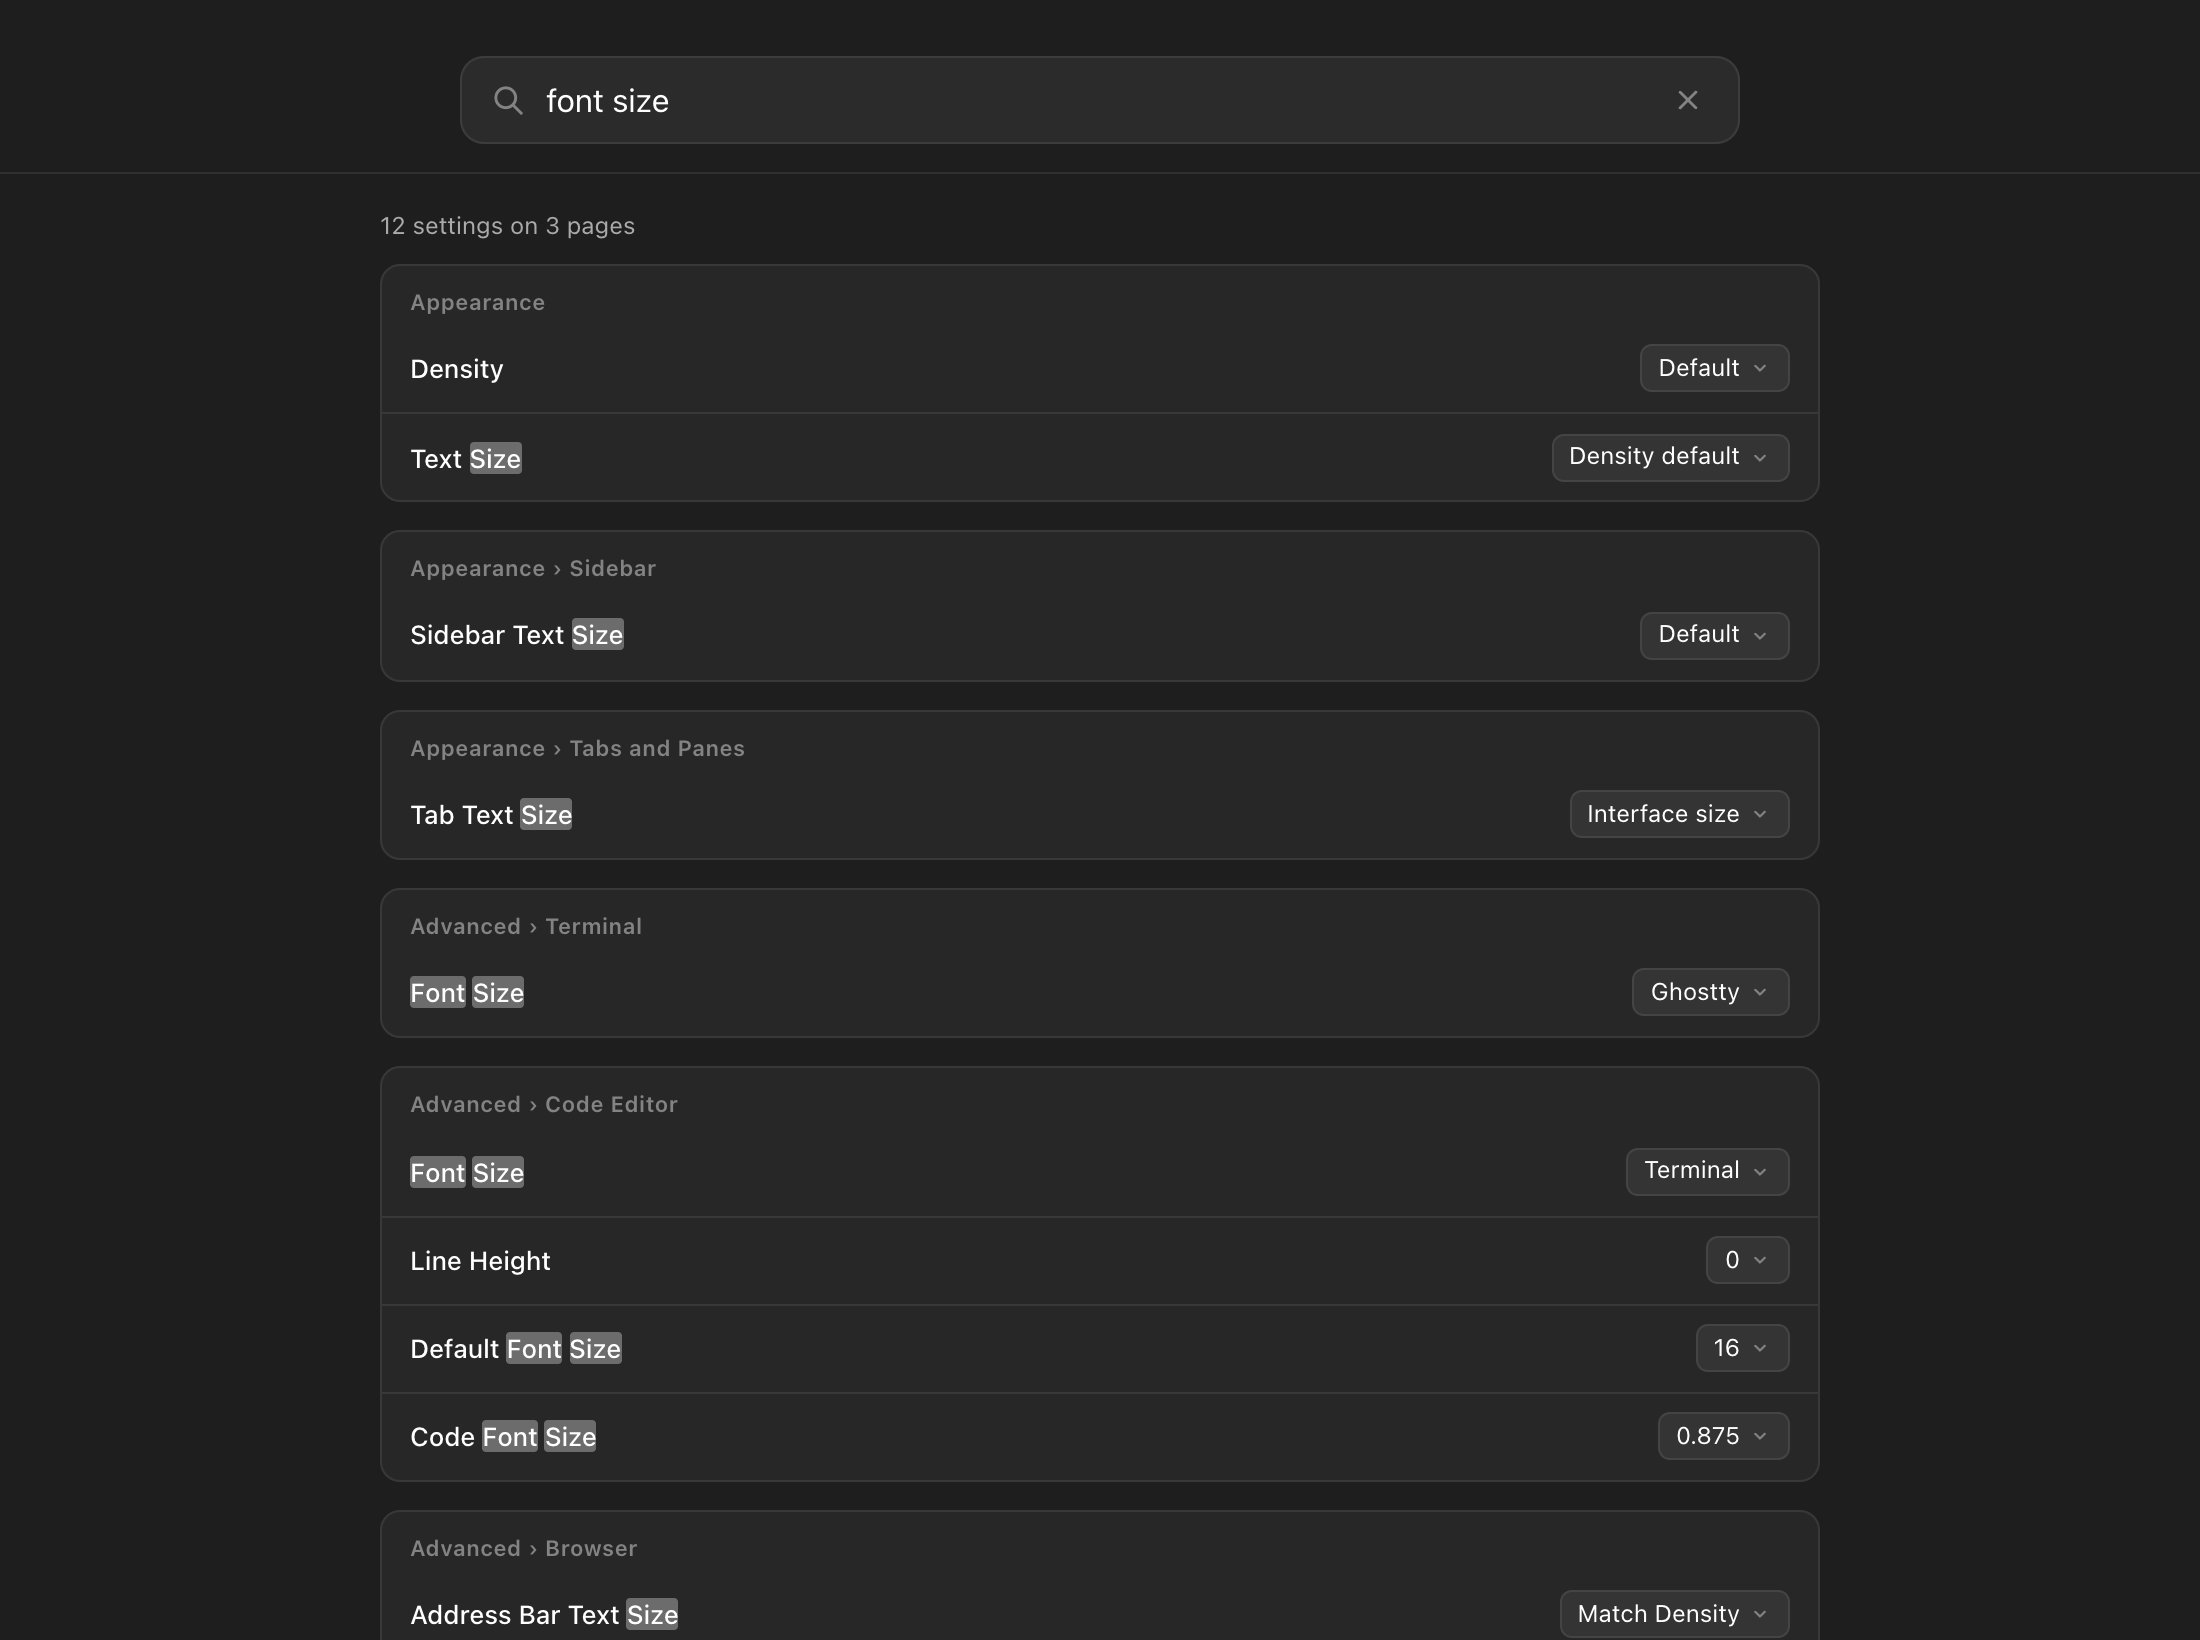 font size
12 settings on 3 pages
Appearance
Density
Default
Text Size
Density default
Appearance › Sidebar
Sidebar Text Size
Default
Appearance › Tabs and Panes
Tab Text Size
Interface size
Advanced › Terminal
Font Size
Ghostty
Advanced › Code Editor
Font Size
Terminal
Line Height
0
Default Font Size
16
Code Font Size
0.875
Advanced › Browser
Address Bar Text Size
Match Density